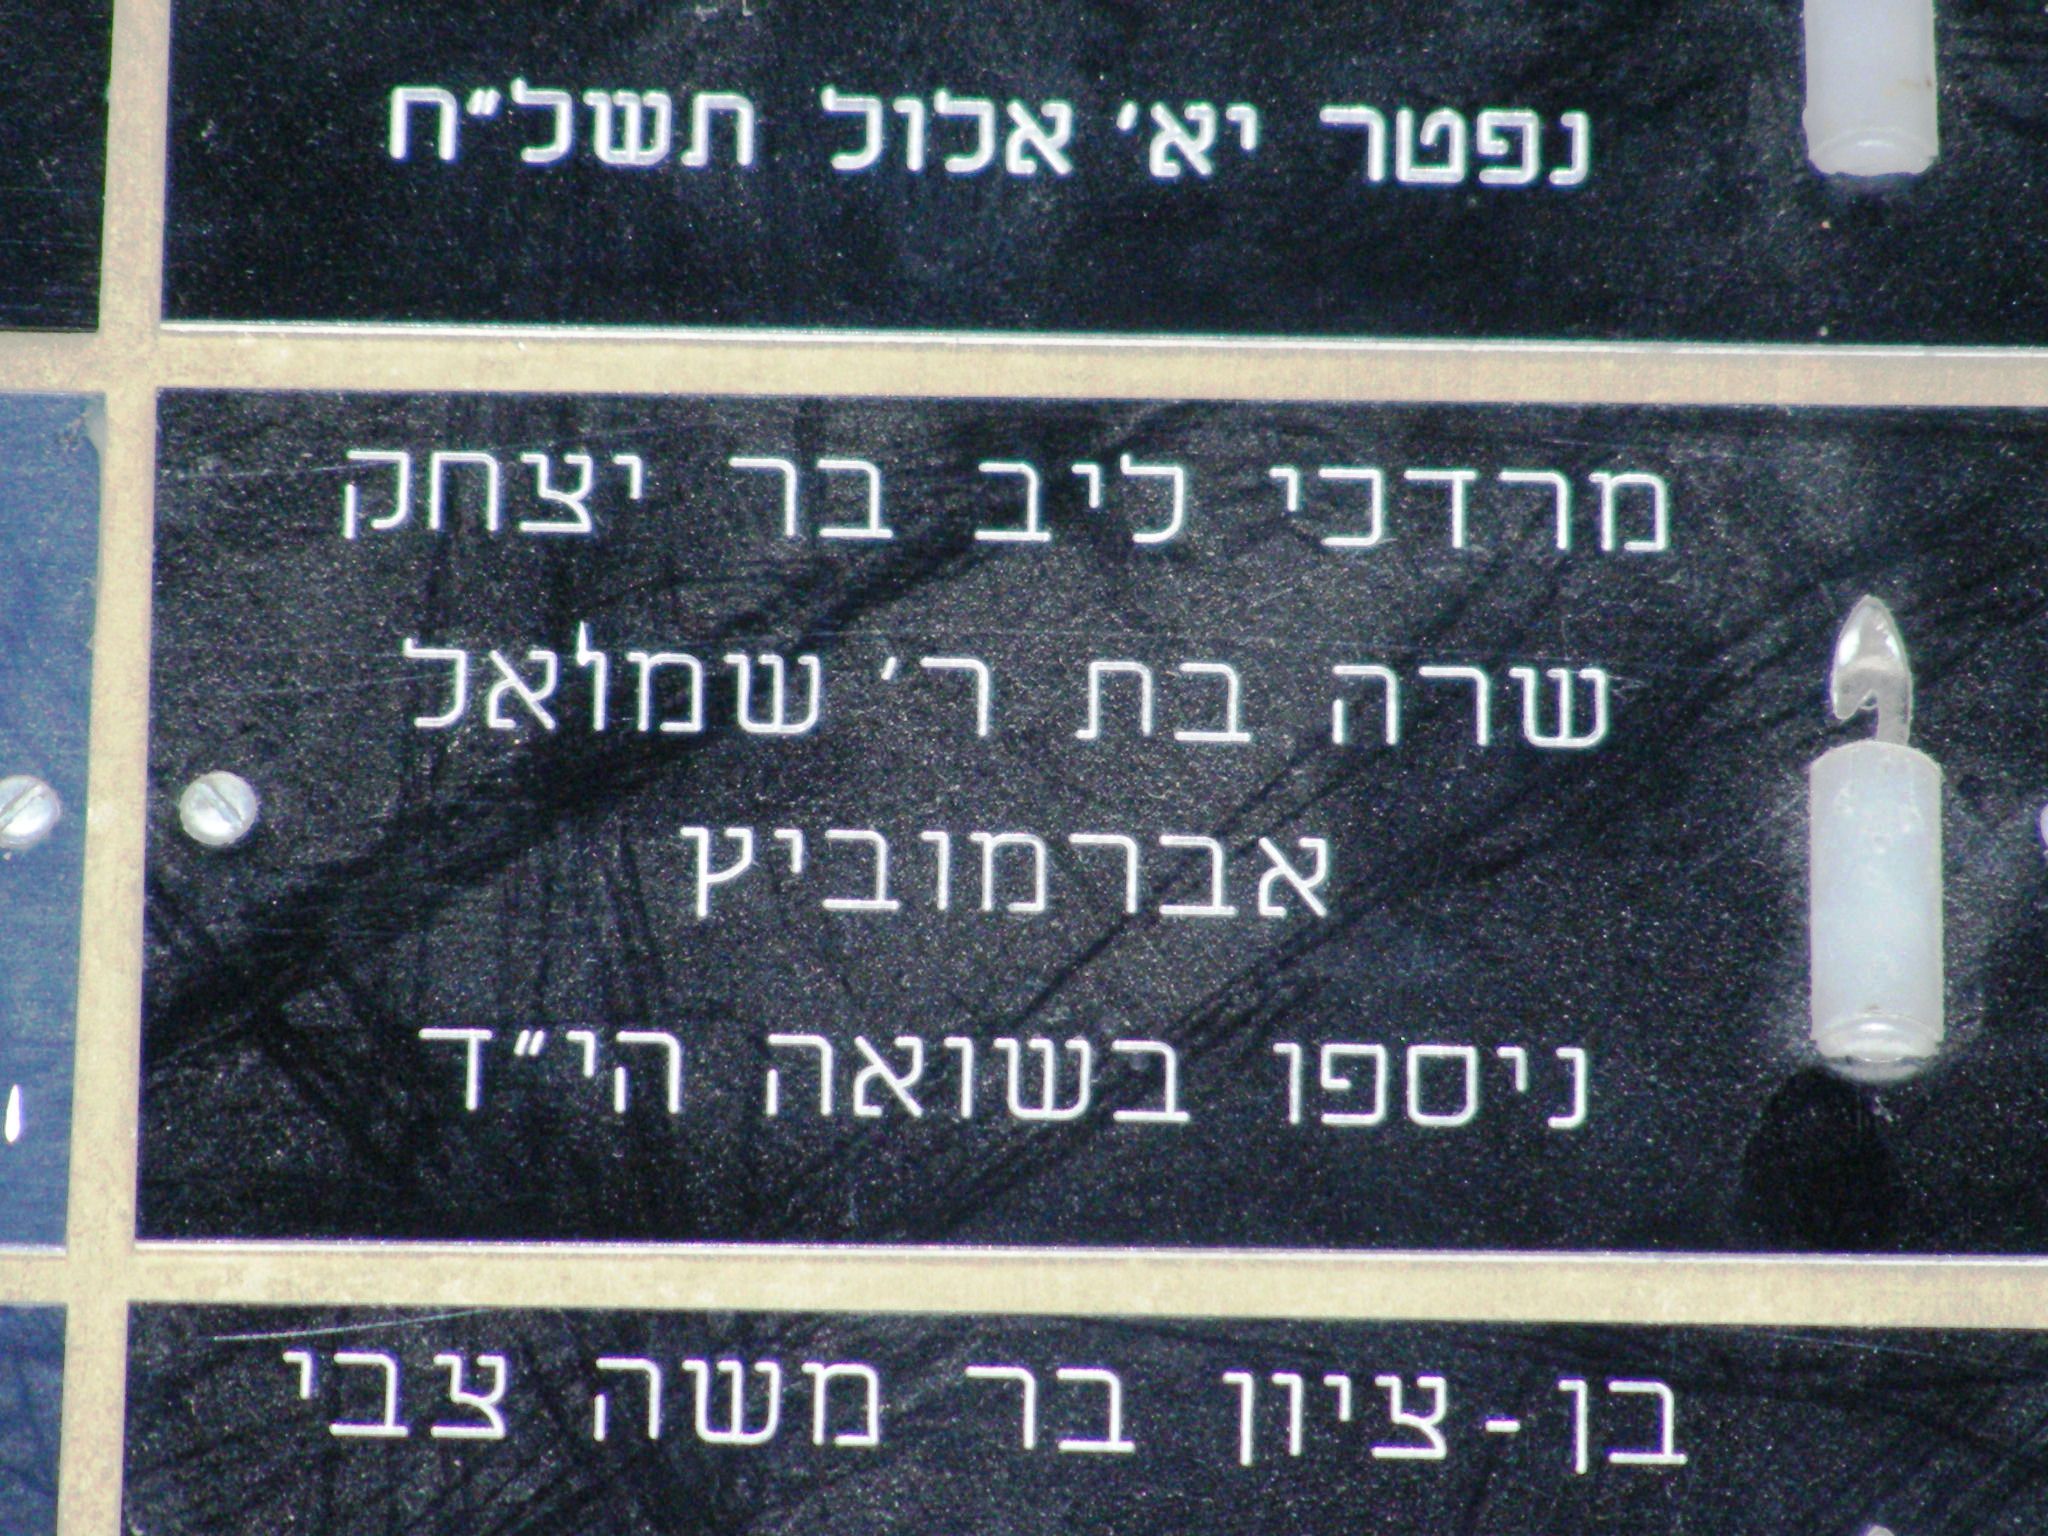 נפטר יא׳ אלול תשל״ח
מרדכי ליב בר יצחק
שרה בת ר׳ שמואל
אברמוביץ
ניספו בשואה הי״ד
בן-ציון בר משה צבי